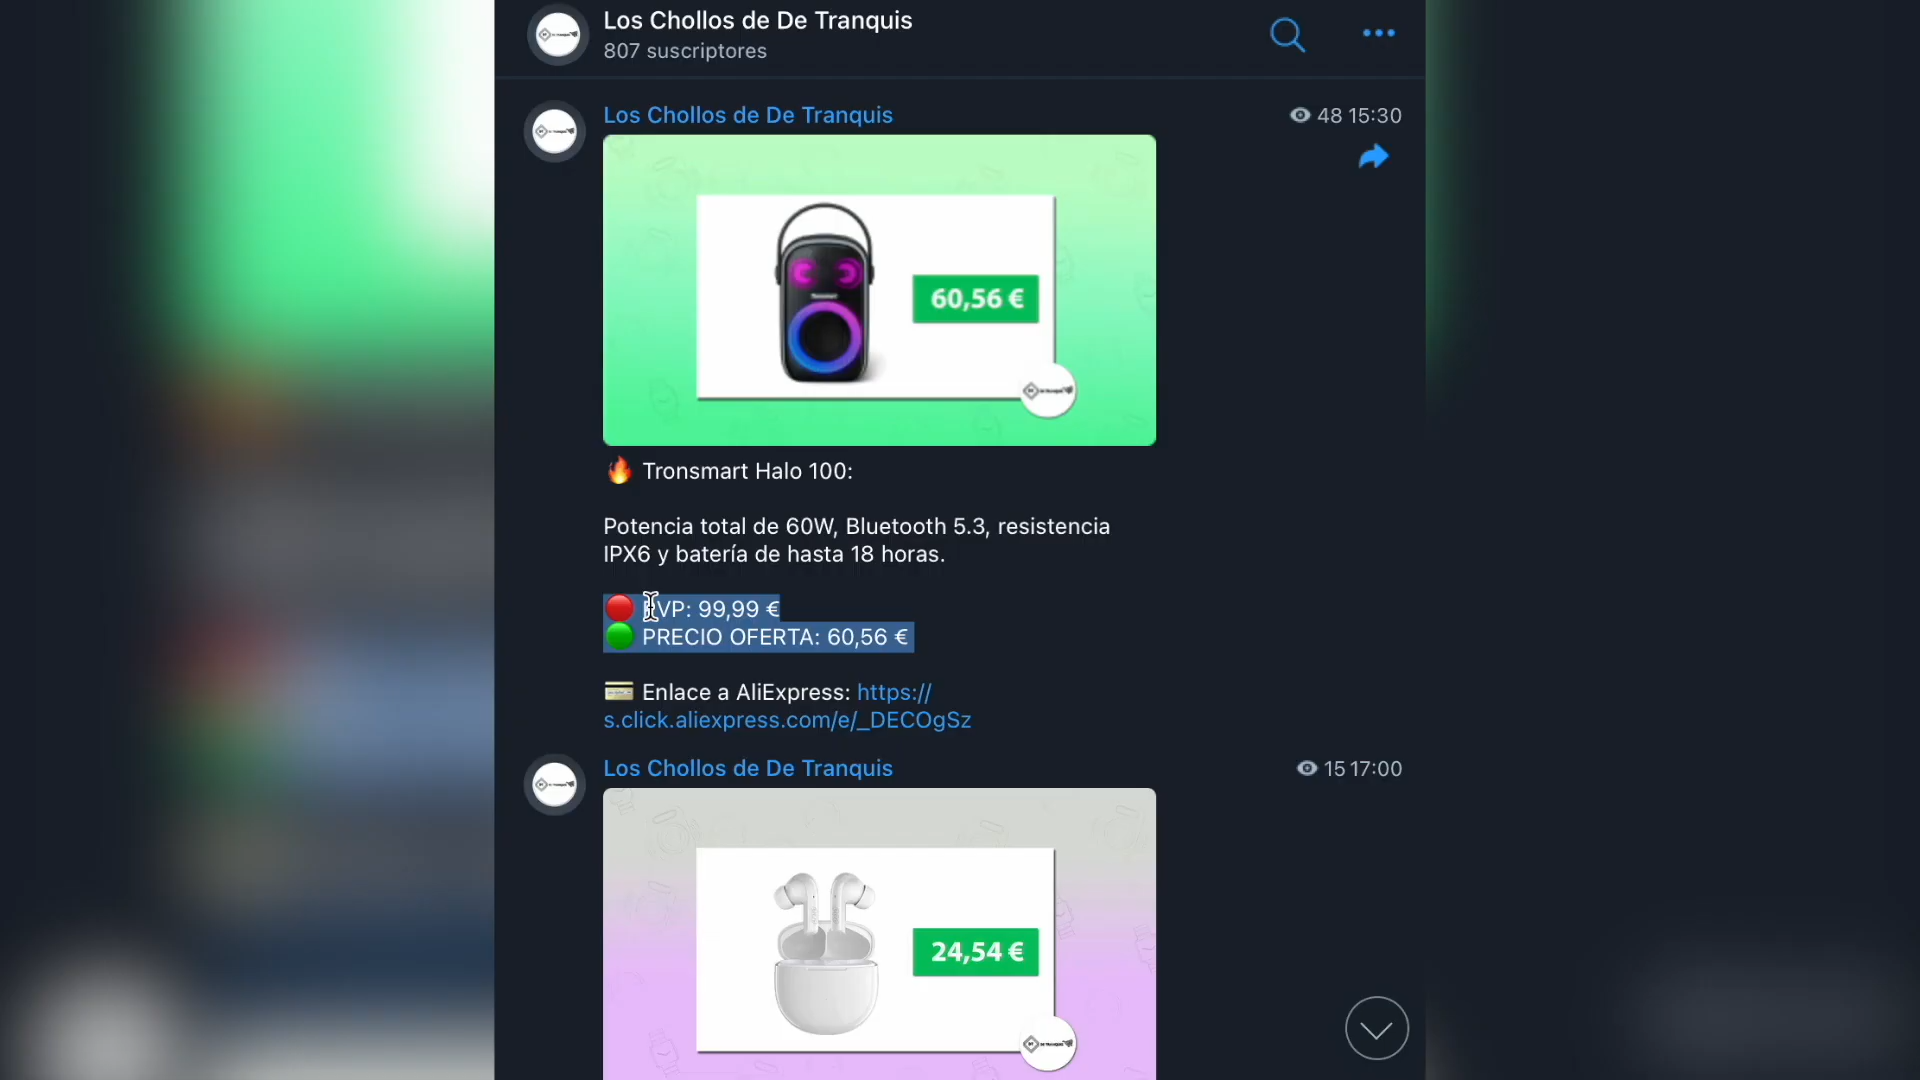 Los Chollos de De Tranquis
807 suscriptores
Los Chollos de De Tranquis
48 15:30
60,56 €
🔥 Tronsmart Halo 100:
Potencia total de 60W, Bluetooth 5.3, resistencia
IPX6 y batería de hasta 18 horas.
🔴 PVP: 99,99 €
🟢 PRECIO OFERTA: 60,56 €
💳 Enlace a AliExpress: https://
s.click.aliexpress.com/e/_DECOgSz
Los Chollos de De Tranquis
15 17:00
24,54 €